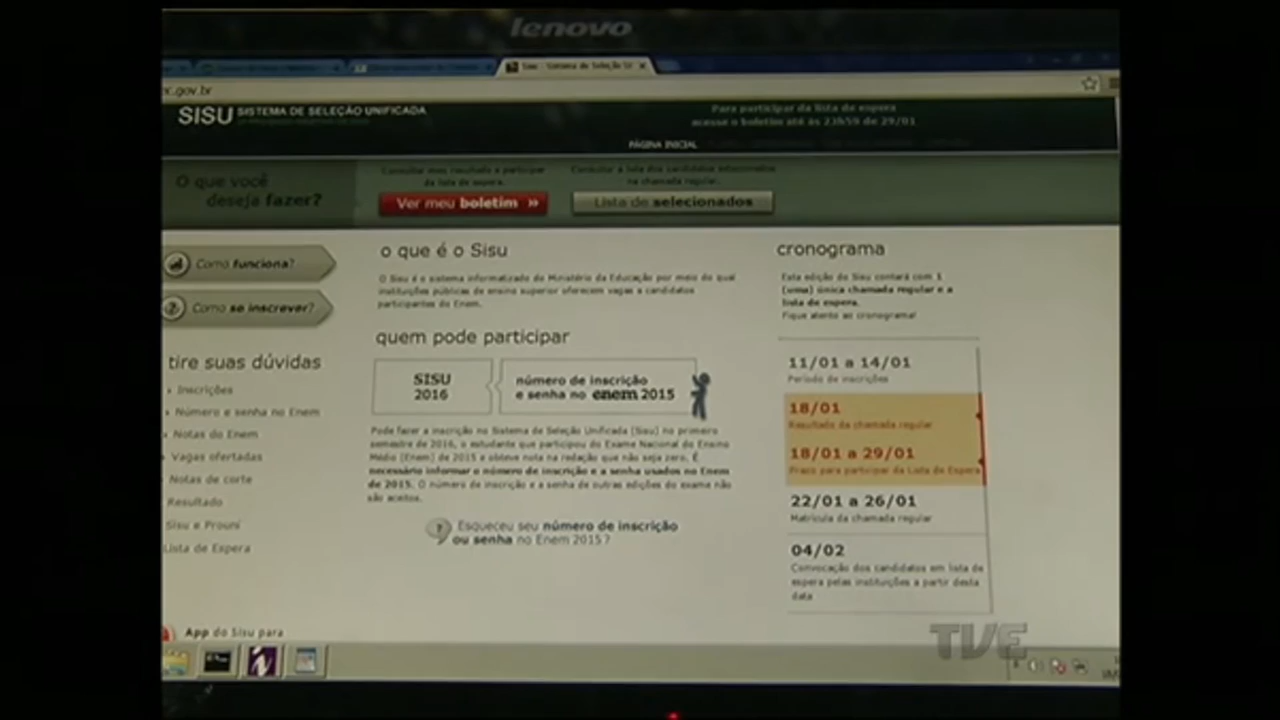 lenovo
Sisu - Sistema de Seleção U
.gov.br
SISU SISTEMA DE SELEÇÃO UNIFICADA
Para participar da lista de espera
acesse o boletim até às 23h59 de 29/01
PÁGINA INICIAL
O que você
deseja fazer?
Consultar meu resultado e participar
da lista de espera.
Ver meu boletim »
Consultar a lista dos candidatos selecionados
na chamada regular.
Lista de selecionados
Como funciona?
Como se inscrever?
tire suas dúvidas
Inscrições
Número e senha no Enem
Notas do Enem
Vagas ofertadas
Notas de corte
Resultado
Sisu e Prouni
Lista de Espera
App do Sisu para
o que é o Sisu
O Sisu é o sistema informatizado do Ministério da Educação por meio do qual
instituições públicas de ensino superior oferecem vagas a candidatos
participantes do Enem.
quem pode participar
SISU
2016
número de inscrição
e senha no enem 2015
Pode fazer a inscrição no Sistema de Seleção Unificada (Sisu) no primeiro
semestre de 2016, o estudante que participou do Exame Nacional do Ensino
Médio (Enem) de 2015 e obteve nota na redação que não seja zero. É
necessário informar o número de inscrição e a senha usados no Enem
de 2015. O número de inscrição e a senha de outras edições do exame não
são aceitos.
? Esqueceu seu número de inscrição
ou senha no Enem 2015?
cronograma
Esta edição do Sisu contará com 1
(uma) única chamada regular e a
lista de espera.
Fique atento ao cronograma!
11/01 a 14/01
Período de inscrições
18/01
Resultado da chamada regular
18/01 a 29/01
Prazo para participar da Lista de Espera
22/01 a 26/01
Matrícula da chamada regular
04/02
Convocação dos candidatos em lista de
espera pelas instituições a partir desta
data
TVE